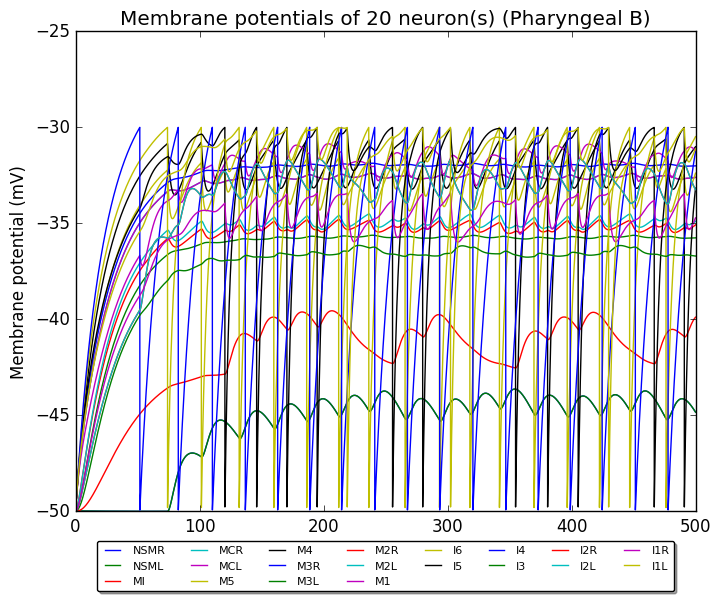 Membrane potentials of 20 neuron(s) (Pharyngeal B)
−25
−30
−35
−40
−45
−50
Membrane potential (mV)
0 100 200 300 400 500
NSMR MCR M4 M2R I6 I4 I2R I1R
NSML MCL M3R M2L I5 I3 I2L I1L
MI M5 M3L M1